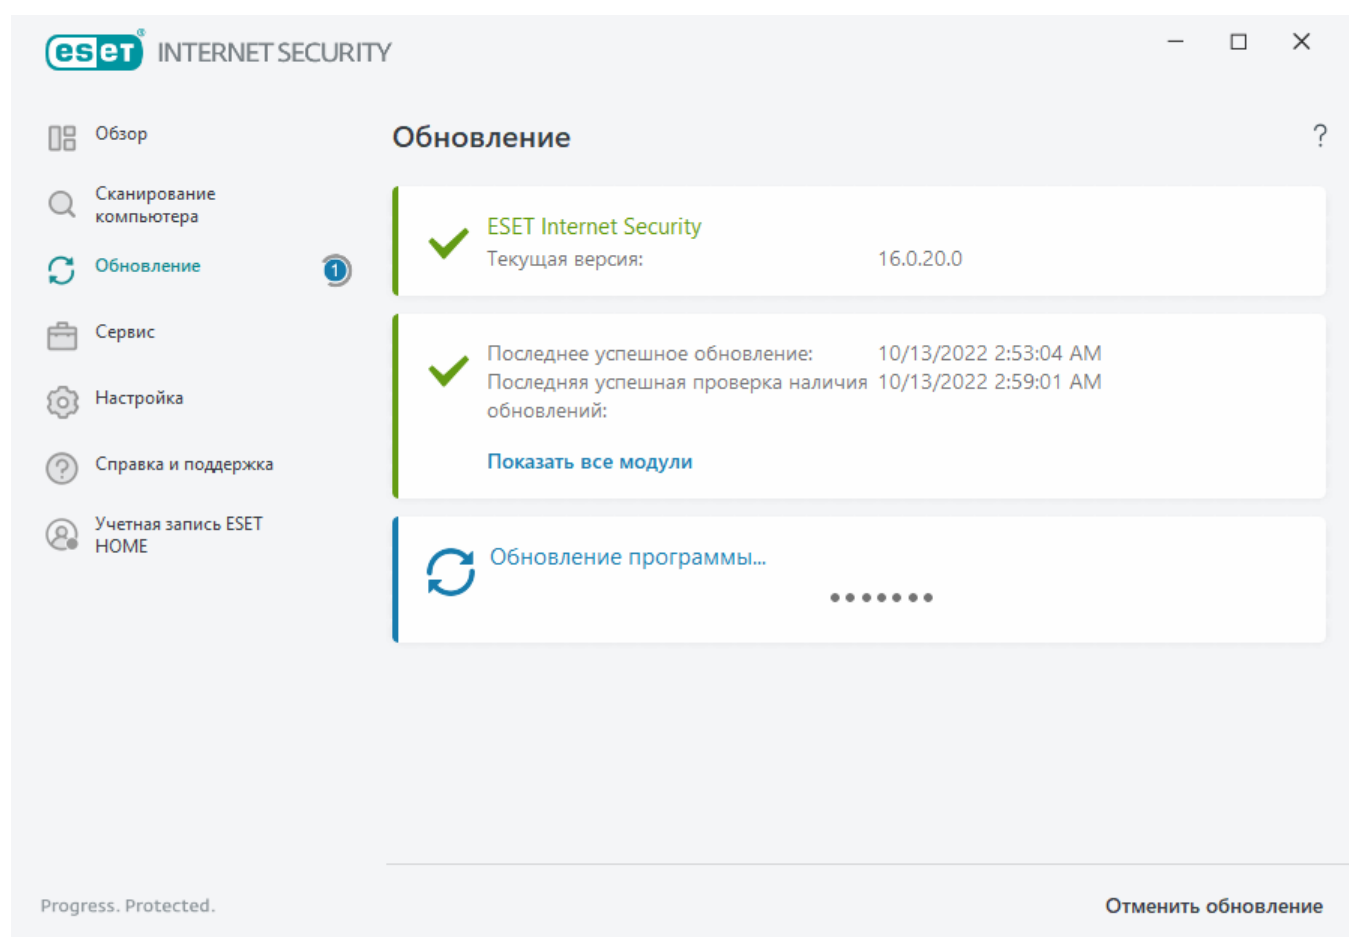 eset® INTERNET SECURITY
Обзор
Сканирование
компьютера
Обновление 1
Сервис
Настройка
Справка и поддержка
Учетная запись ESET
HOME
Обновление ?
ESET Internet Security
Текущая версия: 16.0.20.0
Последнее успешное обновление: 10/13/2022 2:53:04 AM
Последняя успешная проверка наличия 10/13/2022 2:59:01 AM
обновлений:
Показать все модули
Обновление программы...
Progress. Protected.
Отменить обновление